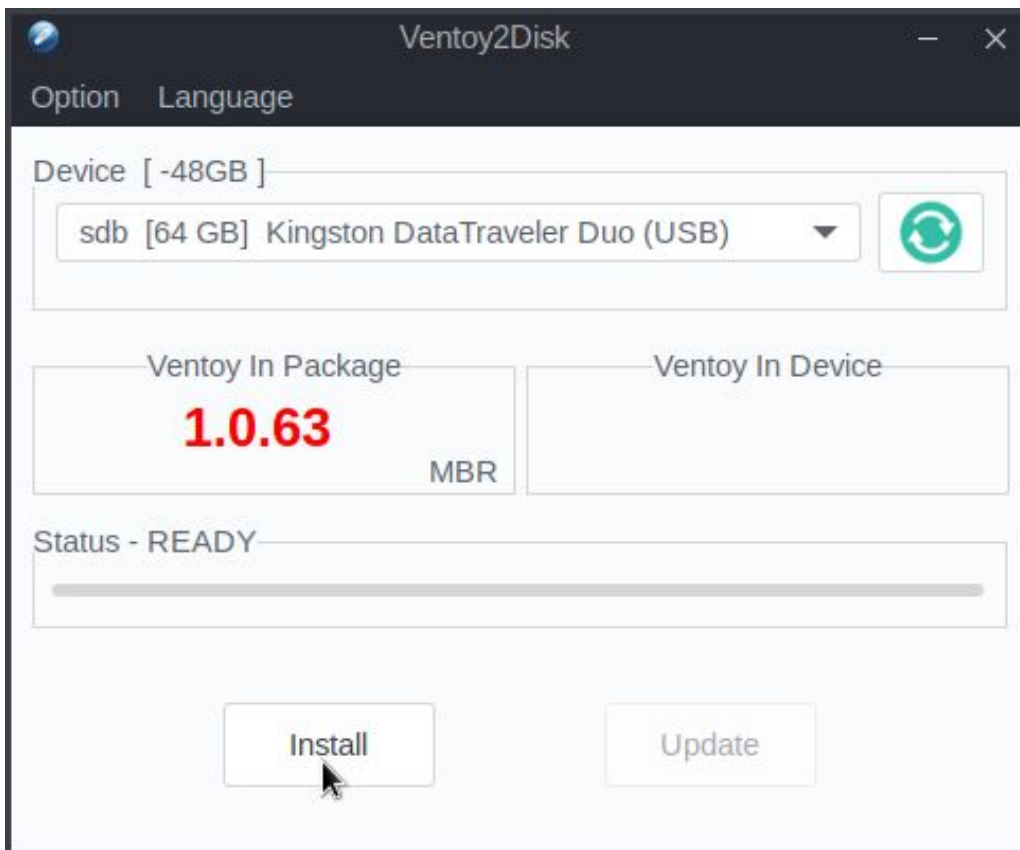 Ventoy2Disk
Option Language
Device [ -48GB ]
sdb [64 GB] Kingston DataTraveler Duo (USB)
Ventoy In Package Ventoy In Device
1.0.63
MBR
Status - READY
Install Update